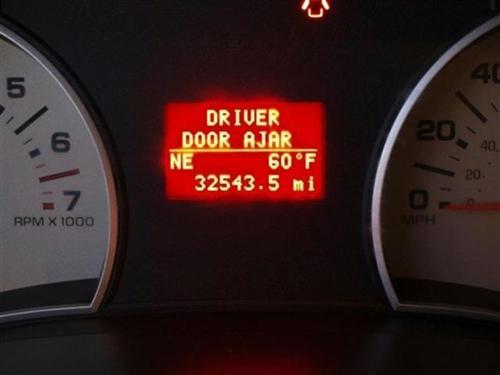 DRIVER
DOOR AJAR
NE 60°F
32543.5 mi
5
6
7
RPM X 1000
40
20
0
MPH